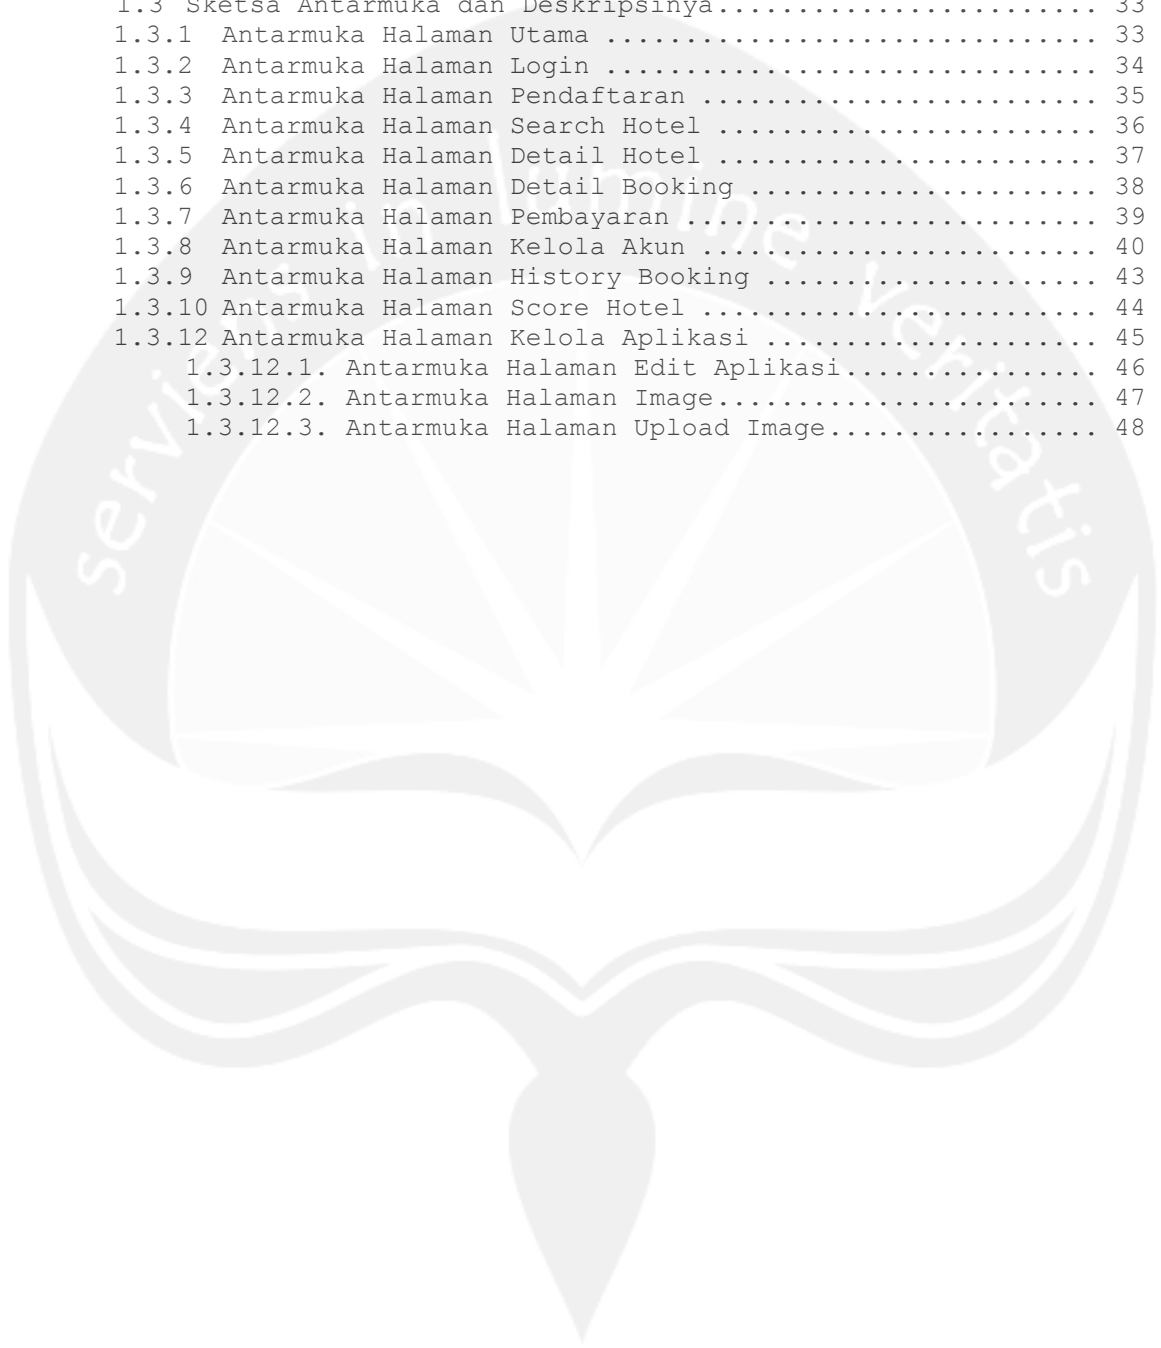 1.3 Sketsa Antarmuka dan Deskripsinya........................ 33
1.3.1 Antarmuka Halaman Utama ............................... 33
1.3.2 Antarmuka Halaman Login ............................... 34
1.3.3 Antarmuka Halaman Pendaftaran ......................... 35
1.3.4 Antarmuka Halaman Search Hotel ........................ 36
1.3.5 Antarmuka Halaman Detail Hotel ........................ 37
1.3.6 Antarmuka Halaman Detail Booking ...................... 38
1.3.7 Antarmuka Halaman Pembayaran .......................... 39
1.3.8 Antarmuka Halaman Kelola Akun ......................... 40
1.3.9 Antarmuka Halaman History Booking ..................... 43
1.3.10 Antarmuka Halaman Score Hotel ......................... 44
1.3.12 Antarmuka Halaman Kelola Aplikasi ..................... 45
1.3.12.1. Antarmuka Halaman Edit Aplikasi................ 46
1.3.12.2. Antarmuka Halaman Image........................ 47
1.3.12.3. Antarmuka Halaman Upload Image................. 48
serviens in lumine veritatis